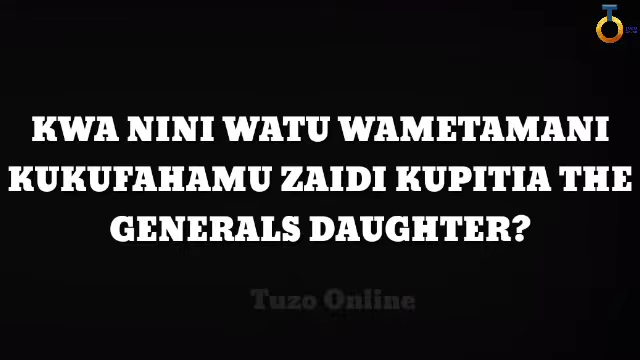 KWA NINI WATU WAMETAMANI
KUKUFAHAMU ZAIDI KUPITIA THE
GENERALS DAUGHTER?
Tuzo Online